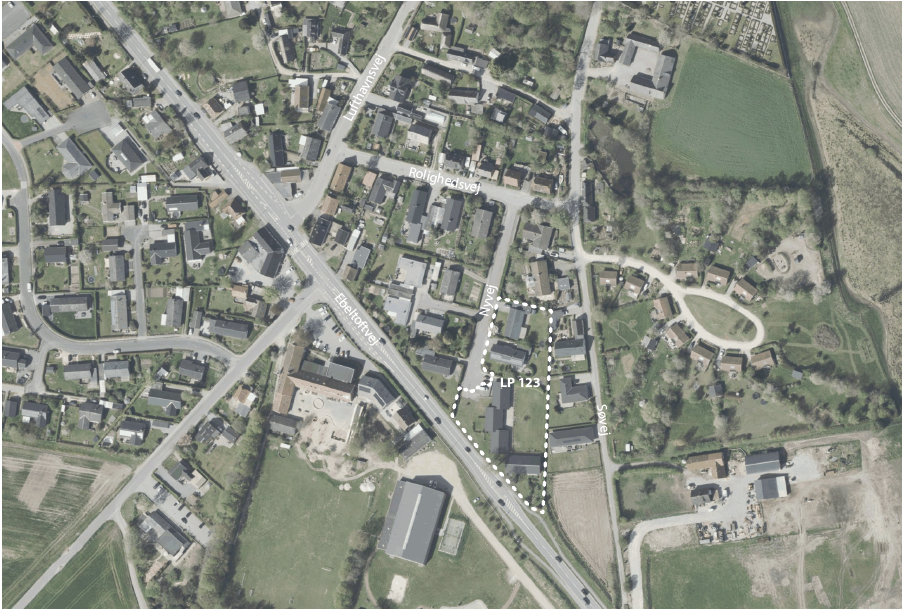 Lufthavnsvej
Rolighedsvej
Nyvej
Ebeltoftvej
LP 123
Søvej